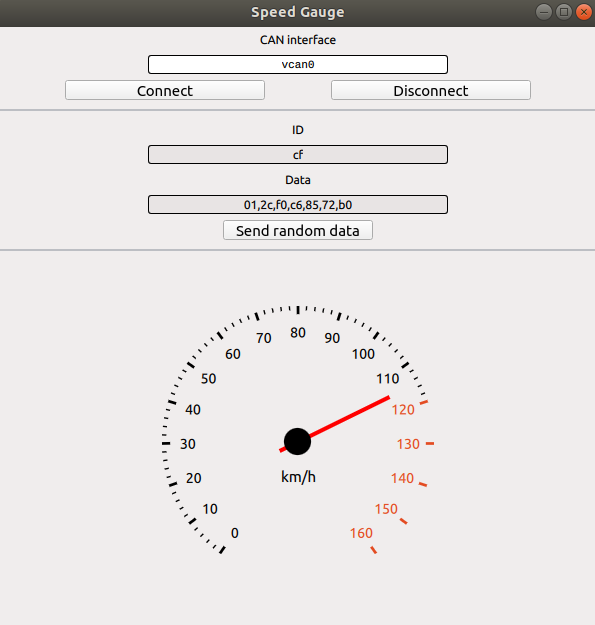 Speed Gauge
CAN interface
vcan0
Connect Disconnect
ID
cf
Data
01,2c,f0,c6,85,72,b0
Send random data
80
70 90
60 100
50 110
40 120
30 130
20 140
km/h
10 150
0 160